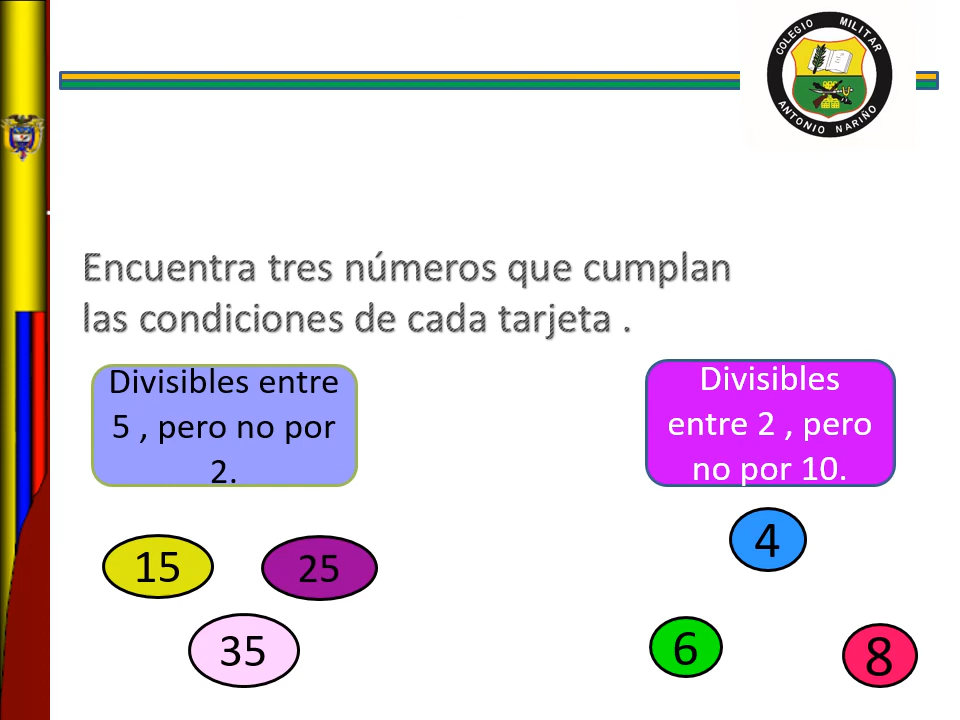 COLEGIO MILITAR
ANTONIO NARIÑO
Encuentra tres números que cumplan
las condiciones de cada tarjeta .
Divisibles entre
5 , pero no por
2.
Divisibles
entre 2 , pero
no por 10.
15
25
35
4
6
8